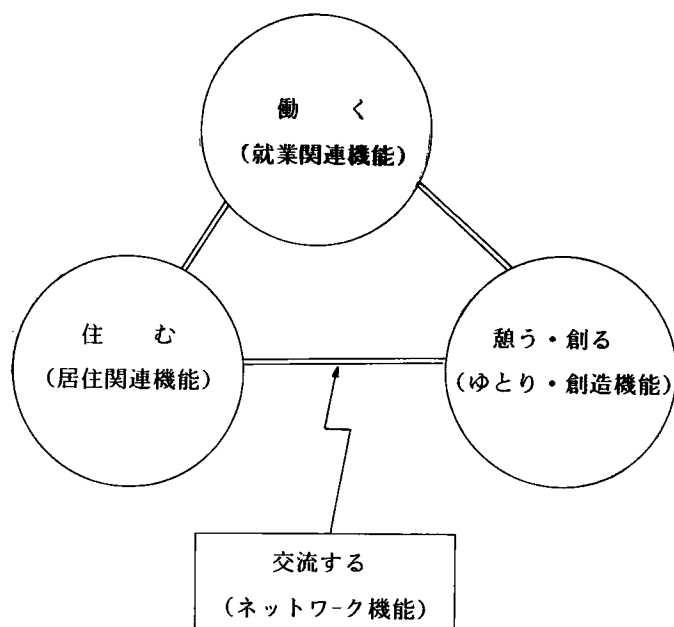 働　く
（就業関連機能）
住　む
（居住関連機能）
憩う・創る
（ゆとり・創造機能）
交流する
（ネットワーク機能）